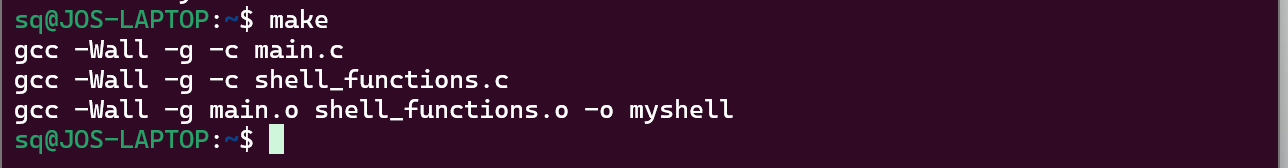 sq@JOS-LAPTOP:~$ make
gcc -Wall -g -c main.c
gcc -Wall -g -c shell_functions.c
gcc -Wall -g main.o shell_functions.o -o myshell
sq@JOS-LAPTOP:~$